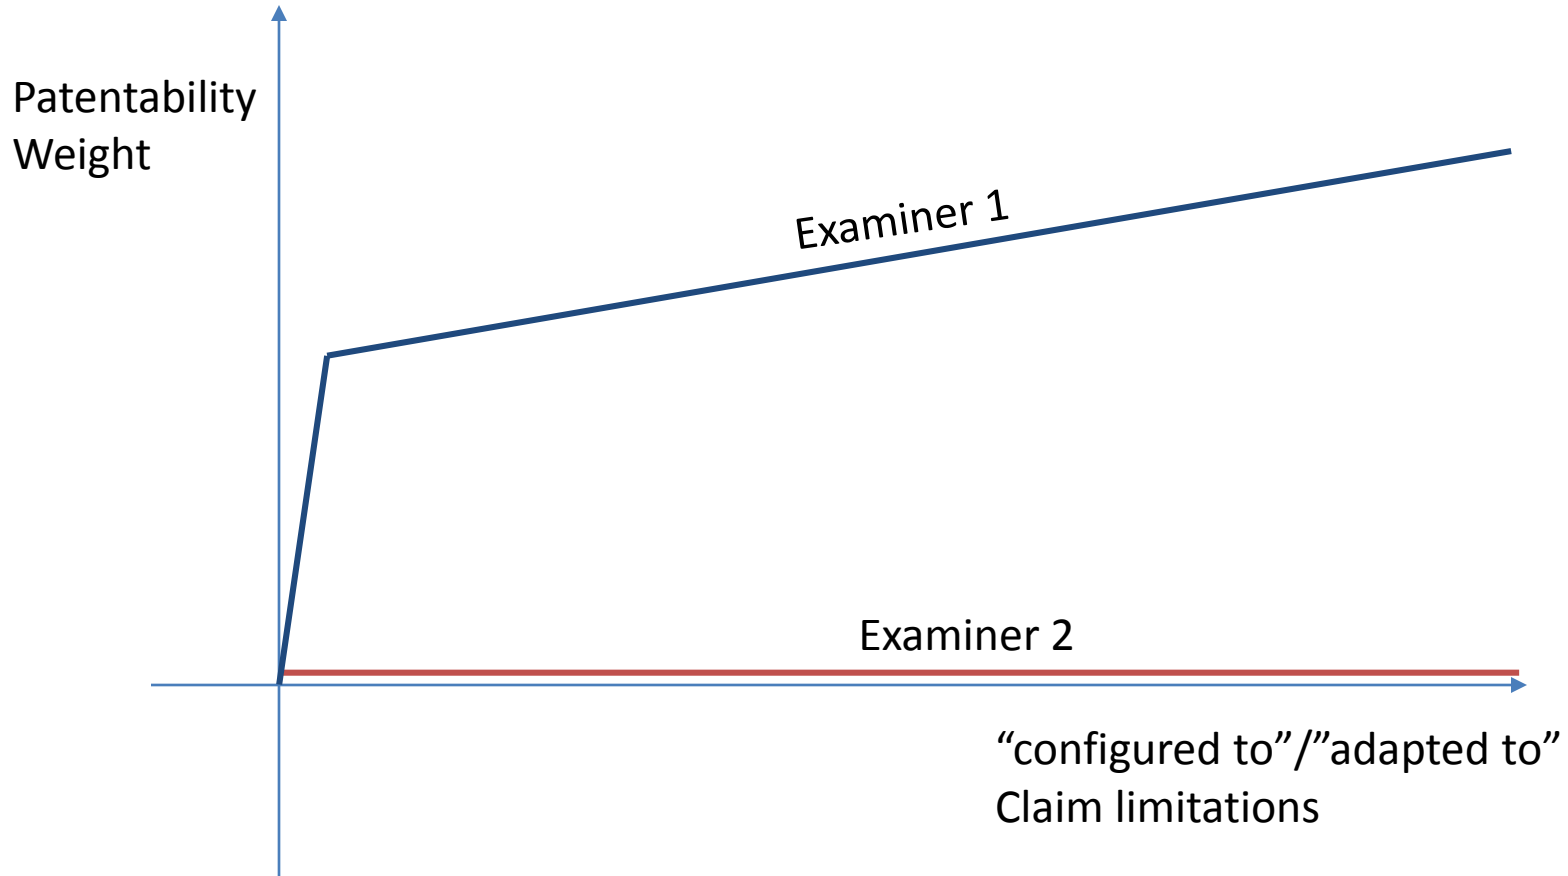 Patentability
Weight
Examiner 1
Examiner 2
“configured to”/”adapted to”
Claim limitations